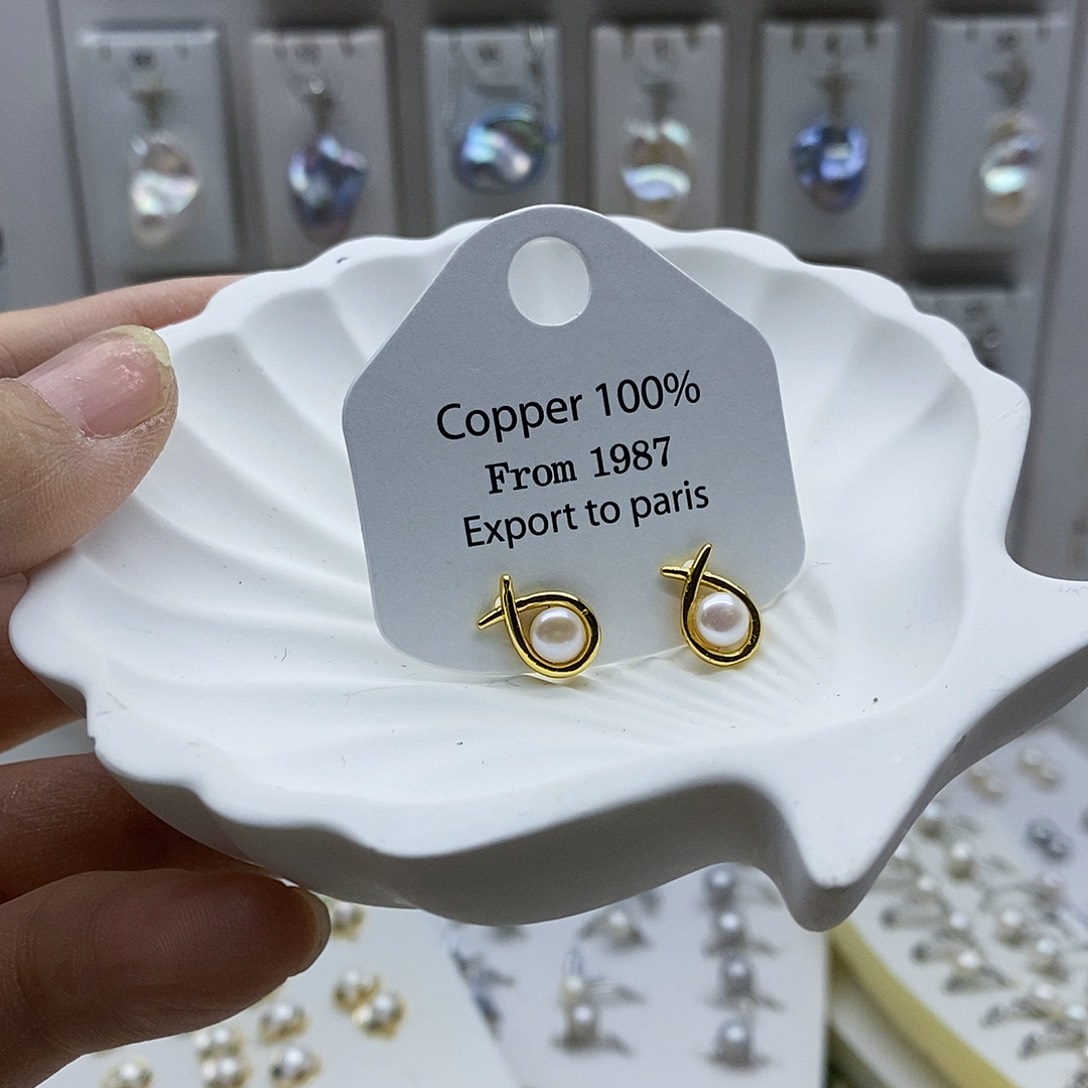 Copper 100%
From 1987
Export to paris